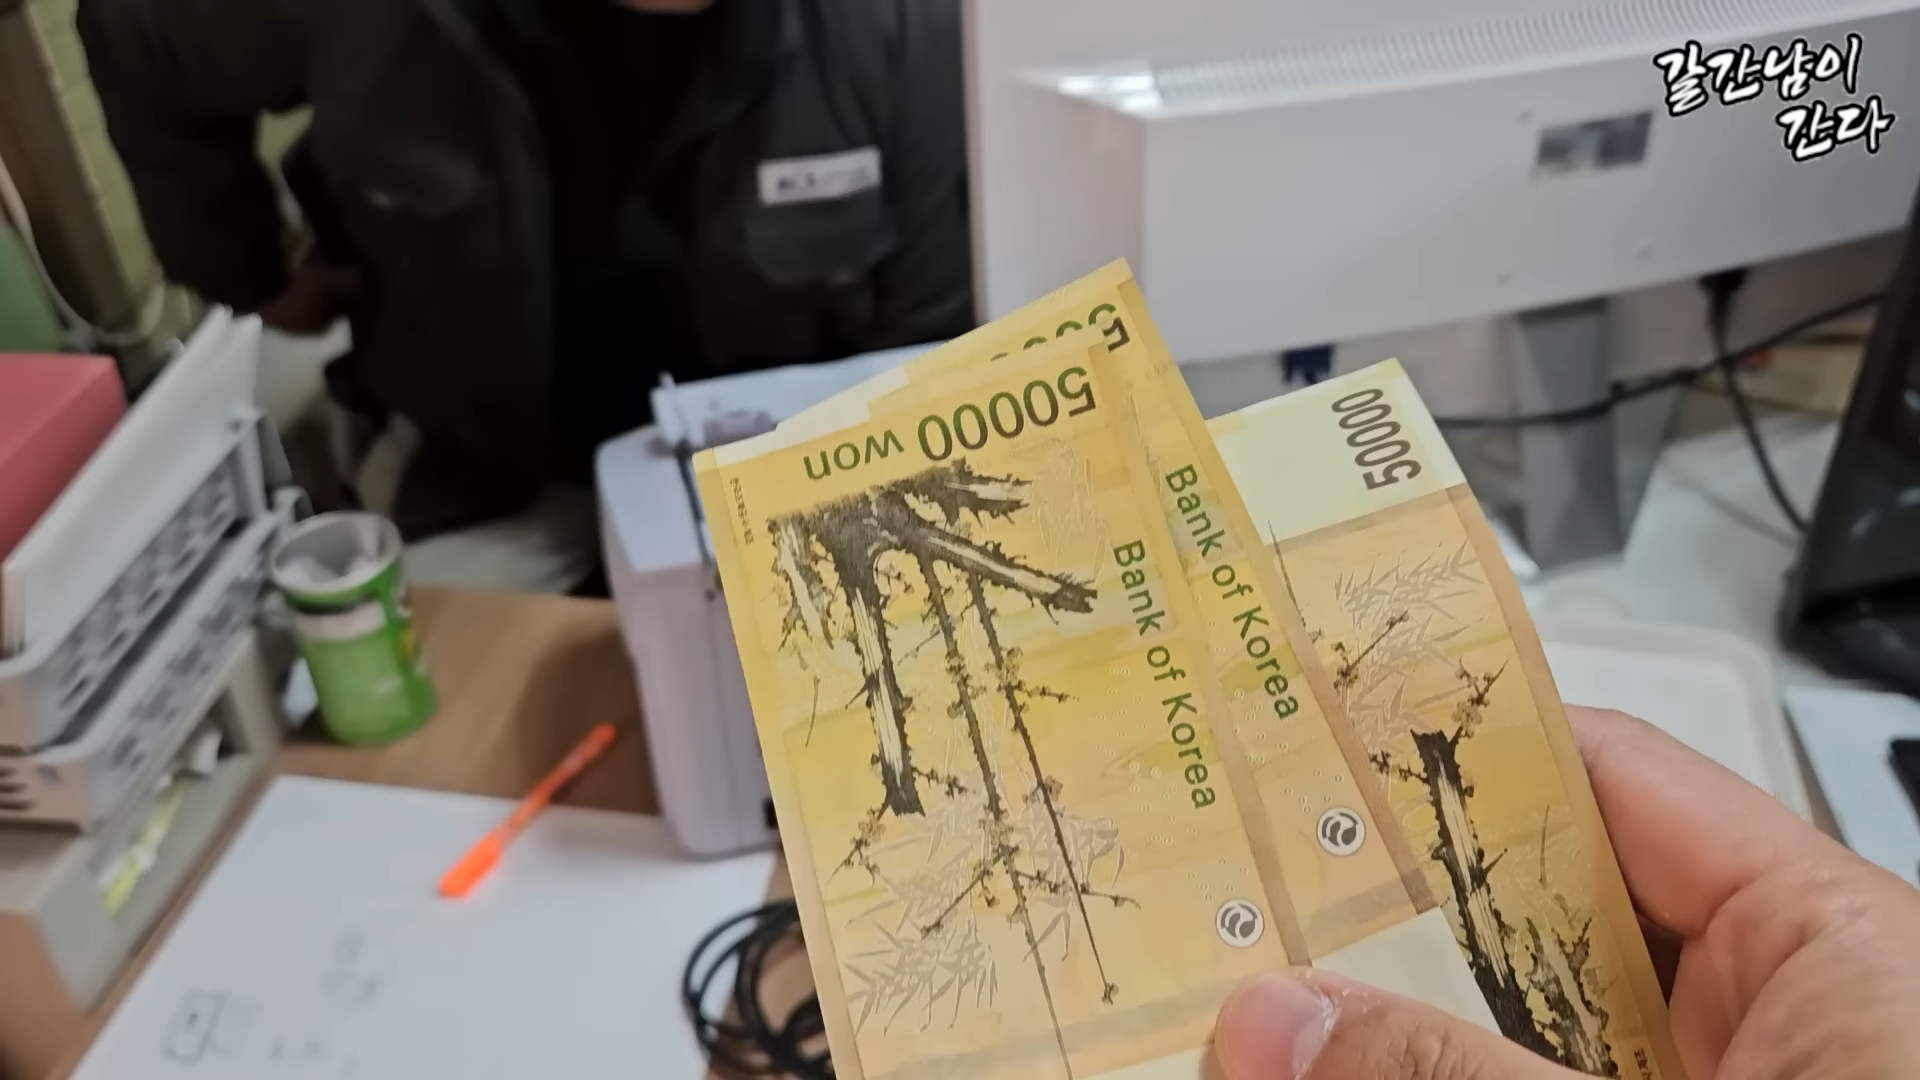 갈간남이
간다
50000 won
Bank of Korea
Bank of Korea
50000